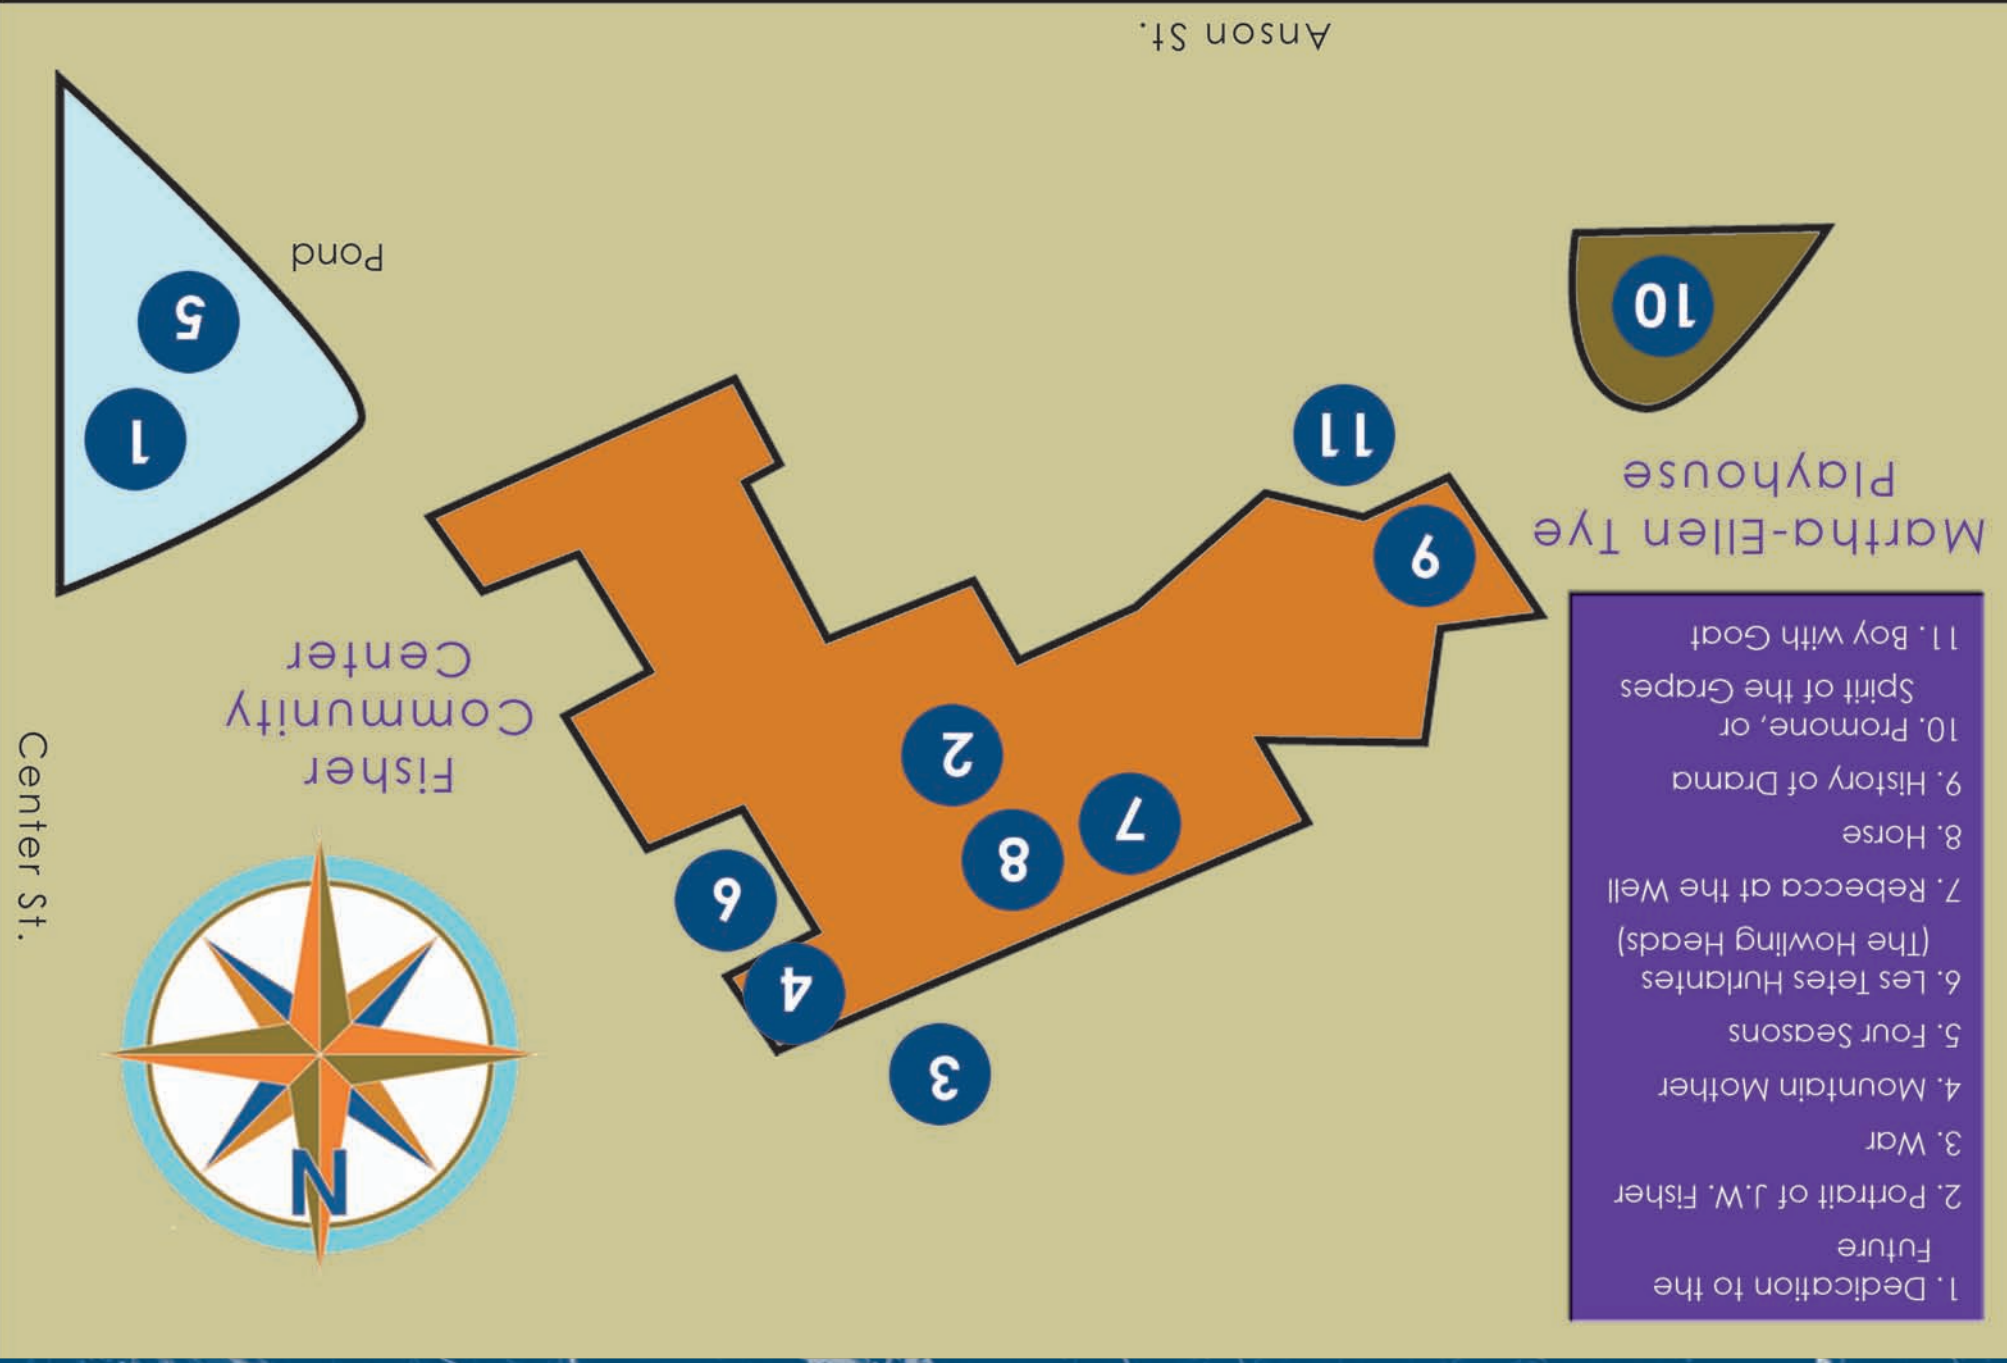 1. Dedication to the
Future
2. Portrait of J.W. Fisher
3. War
4. Mountain Mother
5. Four Seasons
6. Les Tetes Hurlantes
(The Howling Heads)
7. Rebecca at the Well
8. Horse
9. History of Drama
10. Promone, or
Spirit of the Grapes
11. Boy with Goat
N
3
4
6
8
7
2
Fisher
Community
Center
Center St.
Martha-Ellen Tye
Playhouse
9
11
10
1
5
Pond
Anson St.